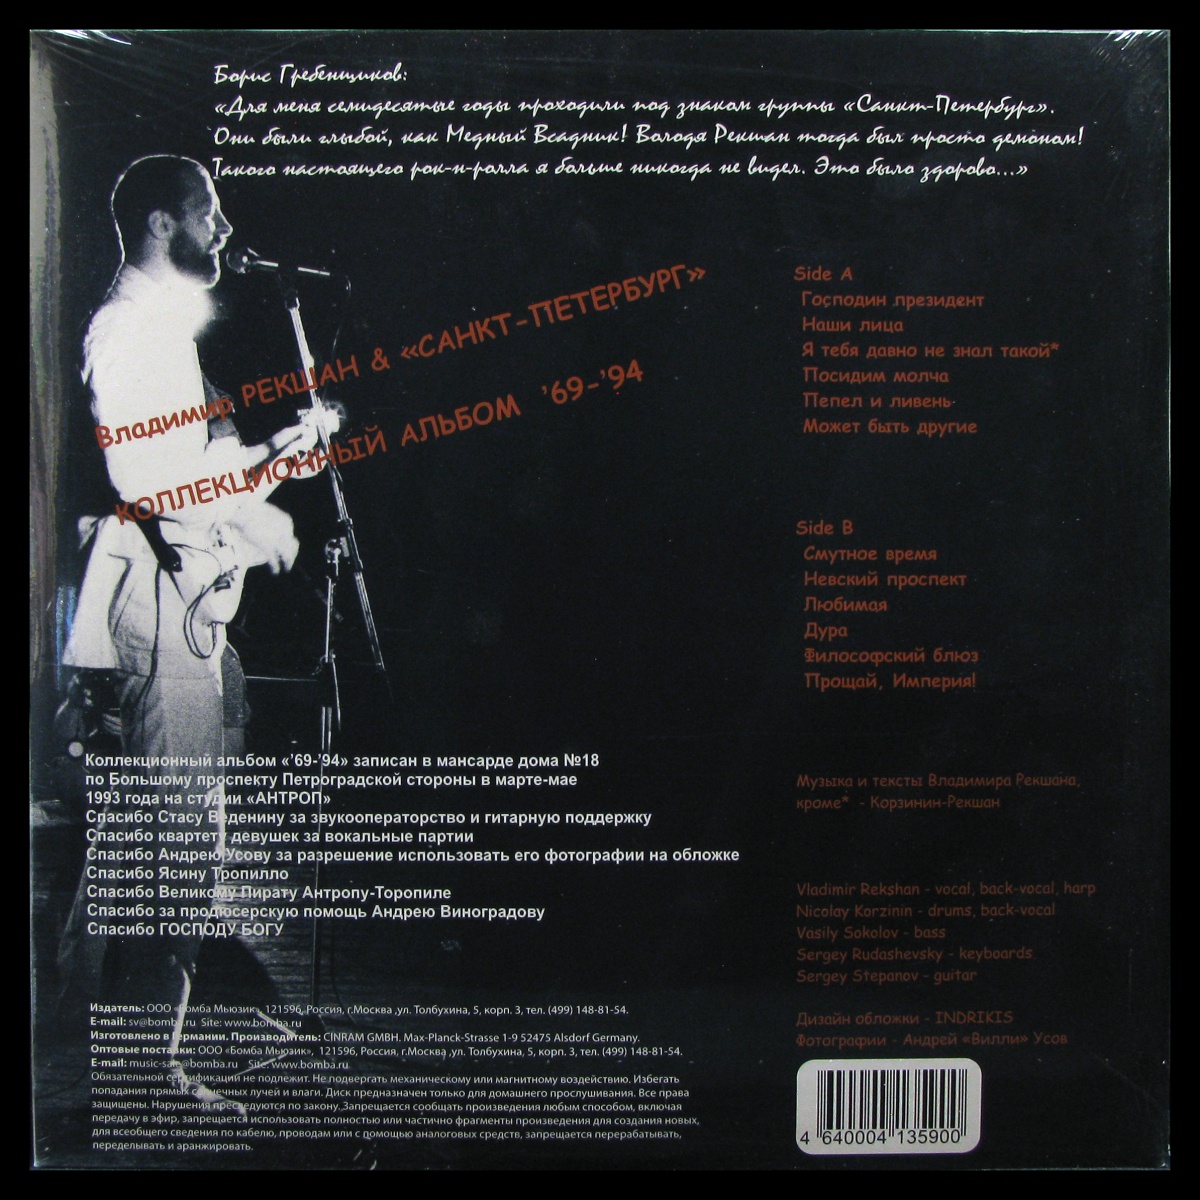 Борис Гребенщиков:
«Для меня семидесятые годы проходили под знаком группы «Санкт-Петербург».
Они были глыбой, как Медный Всадник! Володя Рекшан тогда был просто демоном!
Такого настоящего рок-н-ролла я больше никогда не видел. Это было здорово...»
Владимир РЕКШАН & «САНКТ-ПЕТЕРБУРГ»
КОЛЛЕКЦИОННЫЙ АЛЬБОМ '69-'94
Side A
Господин президент
Наши лица
Я тебя давно не знал такой*
Посидим молча
Пепел и ливень
Может быть другие
Side B
Смутное время
Невский проспект
Любимая
Дура
Философский блюз
Прощай, Империя!
Коллекционный альбом «'69-'94» записан в мансарде дома №18
по Большому проспекту Петроградской стороны в марте-мае
1993 года на студии «АНТРОП»
Спасибо Стасу Веденину за звукооператорство и гитарную поддержку
Спасибо квартету девушек за вокальные партии
Спасибо Андрею Усову за разрешение использовать его фотографии на обложке
Спасибо Ясину Тропилло
Спасибо Великому Пирату Антропу-Торопиле
Спасибо за продюсерскую помощь Андрею Виноградову
Спасибо ГОСПОДУ БОГУ
Музыка и тексты Владимира Рекшана,
кроме* - Корзинин-Рекшан
Vladimir Rekshan - vocal, back-vocal, harp
Nicolay Korzinin - drums, back-vocal
Vasily Sokolov - bass
Sergey Rudashevsky - keyboards
Sergey Stepanov - guitar
Дизайн обложки - INDRIKIS
Фотографии - Андрей «Вилли» Усов
Издатель: ООО «Бомба Мьюзик», 121596, Россия, г.Москва ,ул. Толбухина, 5, корп. 3, тел. (499) 148-81-54.
E-mail: sv@bomba.ru Site: www.bomba.ru
Изготовлено в Германии. Производитель: CINRAM GMBH. Max-Planck-Strasse 1-9 52475 Alsdorf Germany.
Оптовые поставки: ООО «Бомба Мьюзик», 121596, Россия, г.Москва ,ул. Толбухина, 5, корп. 3, тел. (499) 148-81-54.
E-mail: music-sale@bomba.ru Site: www.bomba.ru
Обязательной сертификаций не подлежит. Не подвергать механическому или магнитному воздействию. Избегать
попадания прямых солнечных лучей и влаги. Диск предназначен только для домашнего прослушивания. Все права
защищены. Нарушения преследуются по закону. Запрещается сообщать произведения любым способом, включая
передачу в эфир, запрещается использовать полностью или частично фрагменты произведения для создания новых,
для всеобщего сведения по кабелю, проводам или с помощью аналоговых средств, запрещается перерабатывать,
переделывать и аранжировать.
4 640004 135900